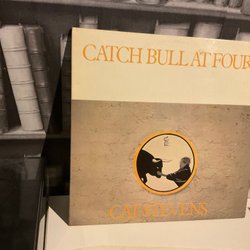 CATCH BULL AT FOUR
CAT STEVENS